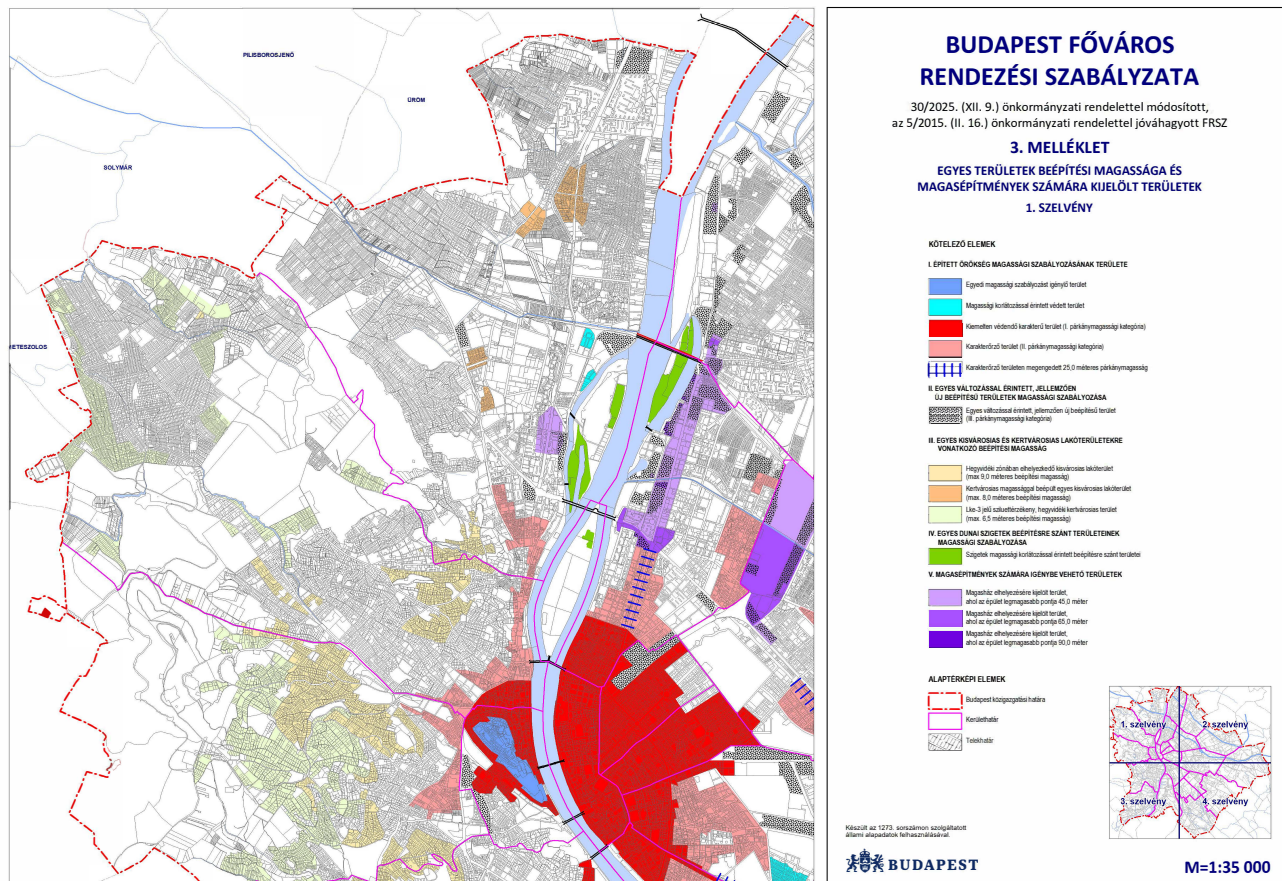 PILISBOROSJENŐ
ÜRÖM
SOLYMÁR
BUDAPEST FŐVÁROS
RENDEZÉSI SZABÁLYZATA
30/2025. (XII. 9.) önkormányzati rendelettel módosított,
az 5/2015. (II. 16.) önkormányzati rendelettel jóváhagyott FRSZ
3. MELLÉKLET
EGYES TERÜLETEK BEÉPÍTÉSI MAGASSÁGA ÉS
MAGASÉPÍTMÉNYEK SZÁMÁRA KIJELÖLT TERÜLETEK
1. SZELVÉNY
KÖTELEZŐ ELEMEK
I. ÉPÍTETT ÖRÖKSÉG MAGASSÁGI SZABÁLYOZÁSÁNAK TERÜLETE
Egyedi magassági szabályozást igénylő terület
Magassági korlátozással érintett védett terület
Kiemelten védendő karakterű terület (I. párkánymagassági kategória)
Karakterőrző terület (II. párkánymagassági kategória)
Karakterőrző területen megengedett 25,0 méteres párkánymagasság
II. EGYES VÁLTOZÁSSAL ÉRINTETT, JELLEMZŐEN
ÚJ BEÉPÍTÉSŰ TERÜLETEK MAGASSÁGI SZABÁLYOZÁSA
Egyes változással érintett, jellemzően új beépítésű terület
(III. párkánymagassági kategória)
III. EGYES KISVÁROSIAS ÉS KERTVÁROSIAS LAKÓTERÜLETEKRE
VONATKOZÓ BEÉPÍTÉSI MAGASSÁG
Hegyvidéki zónában elhelyezkedő kisvárosias lakóterület
(max 9,0 méteres beépítési magasság)
Kertvárosias magassággal beépült egyes kisvárosias lakóterület
(max. 8,0 méteres beépítési magasság)
Lke-3 jelű sziluettérzékeny, hegyvidéki kertvárosias terület
(max. 6,5 méteres beépítési magasság)
IV. EGYES DUNAI SZIGETEK BEÉPÍTÉSRE SZÁNT TERÜLETEINEK
MAGASSÁGI SZABÁLYOZÁSA
Szigetek magassági korlátozással érintett beépítésre szánt területei
V. MAGASÉPÍTMÉNYEK SZÁMÁRA IGÉNYBE VEHETŐ TERÜLETEK
Magasház elhelyezésére kijelölt terület,
ahol az épület legmagasabb pontja 45,0 méter
Magasház elhelyezésére kijelölt terület,
ahol az épület legmagasabb pontja 65,0 méter
Magasház elhelyezésére kijelölt terület,
ahol az épület legmagasabb pontja 90,0 méter
ALAPTÉRKÉPI ELEMEK
Budapest közigazgatási határa
Kerülethatár
Telekhatár
1. szelvény
2. szelvény
3. szelvény
4. szelvény
Készült az 1273. sorszámon szolgáltatott
állami alapadatok felhasználásával.
BUDAPEST
M=1:35 000